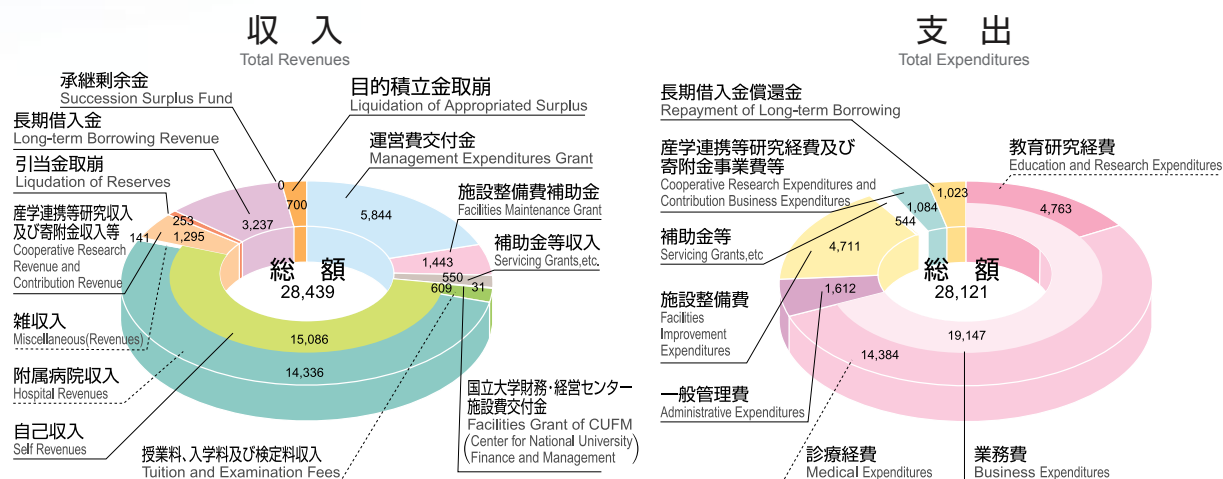 収 入
Total Revenues
承継剰余金
Succession Surplus Fund
目的積立金取崩
Liquidation of Appropriated Surplus
長期借入金
Long-term Borrowing Revenue
運営費交付金
Management Expenditures Grant
引当金取崩
Liqudation of Reserves
施設整備費補助金
Facilities Maintenance Grant
産学連携等研究収入
及び寄附金収入等
Cooperative Research
Revenue and
Contribution Revenue
補助金等収入
Servicing Grants,etc.
雑収入
Miscellaneous(Revenues)
附属病院収入
Hospital Revenues
自己収入
Self Revenues
授業料、入学料及び検定料収入
Tuition and Examination Fees
国立大学財務・経営センター
施設費交付金
Facilities Grant of CUFM
(Center for National University
Finance and Management)
0
700
5,844
3,237
253
1,295
141
1,443
550
609
31
総 額
28,439
15,086
14,336
支 出
Total Expenditures
長期借入金償還金
Repayment of Long-term Borrowing
産学連携等研究経費及び
寄附金事業費等
Cooperative Research Expenditures and
Contribution Business Expenditures
教育研究経費
Education and Research Expenditures
補助金等
Servicing Grants,etc
施設整備費
Facilities
Improvement
Expenditures
一般管理費
Administrative Expenditures
診療経費
Medical Expenditures
業務費
Business Expenditures
1,023
1,084
544
4,763
4,711
1,612
総 額
28,121
19,147
14,384